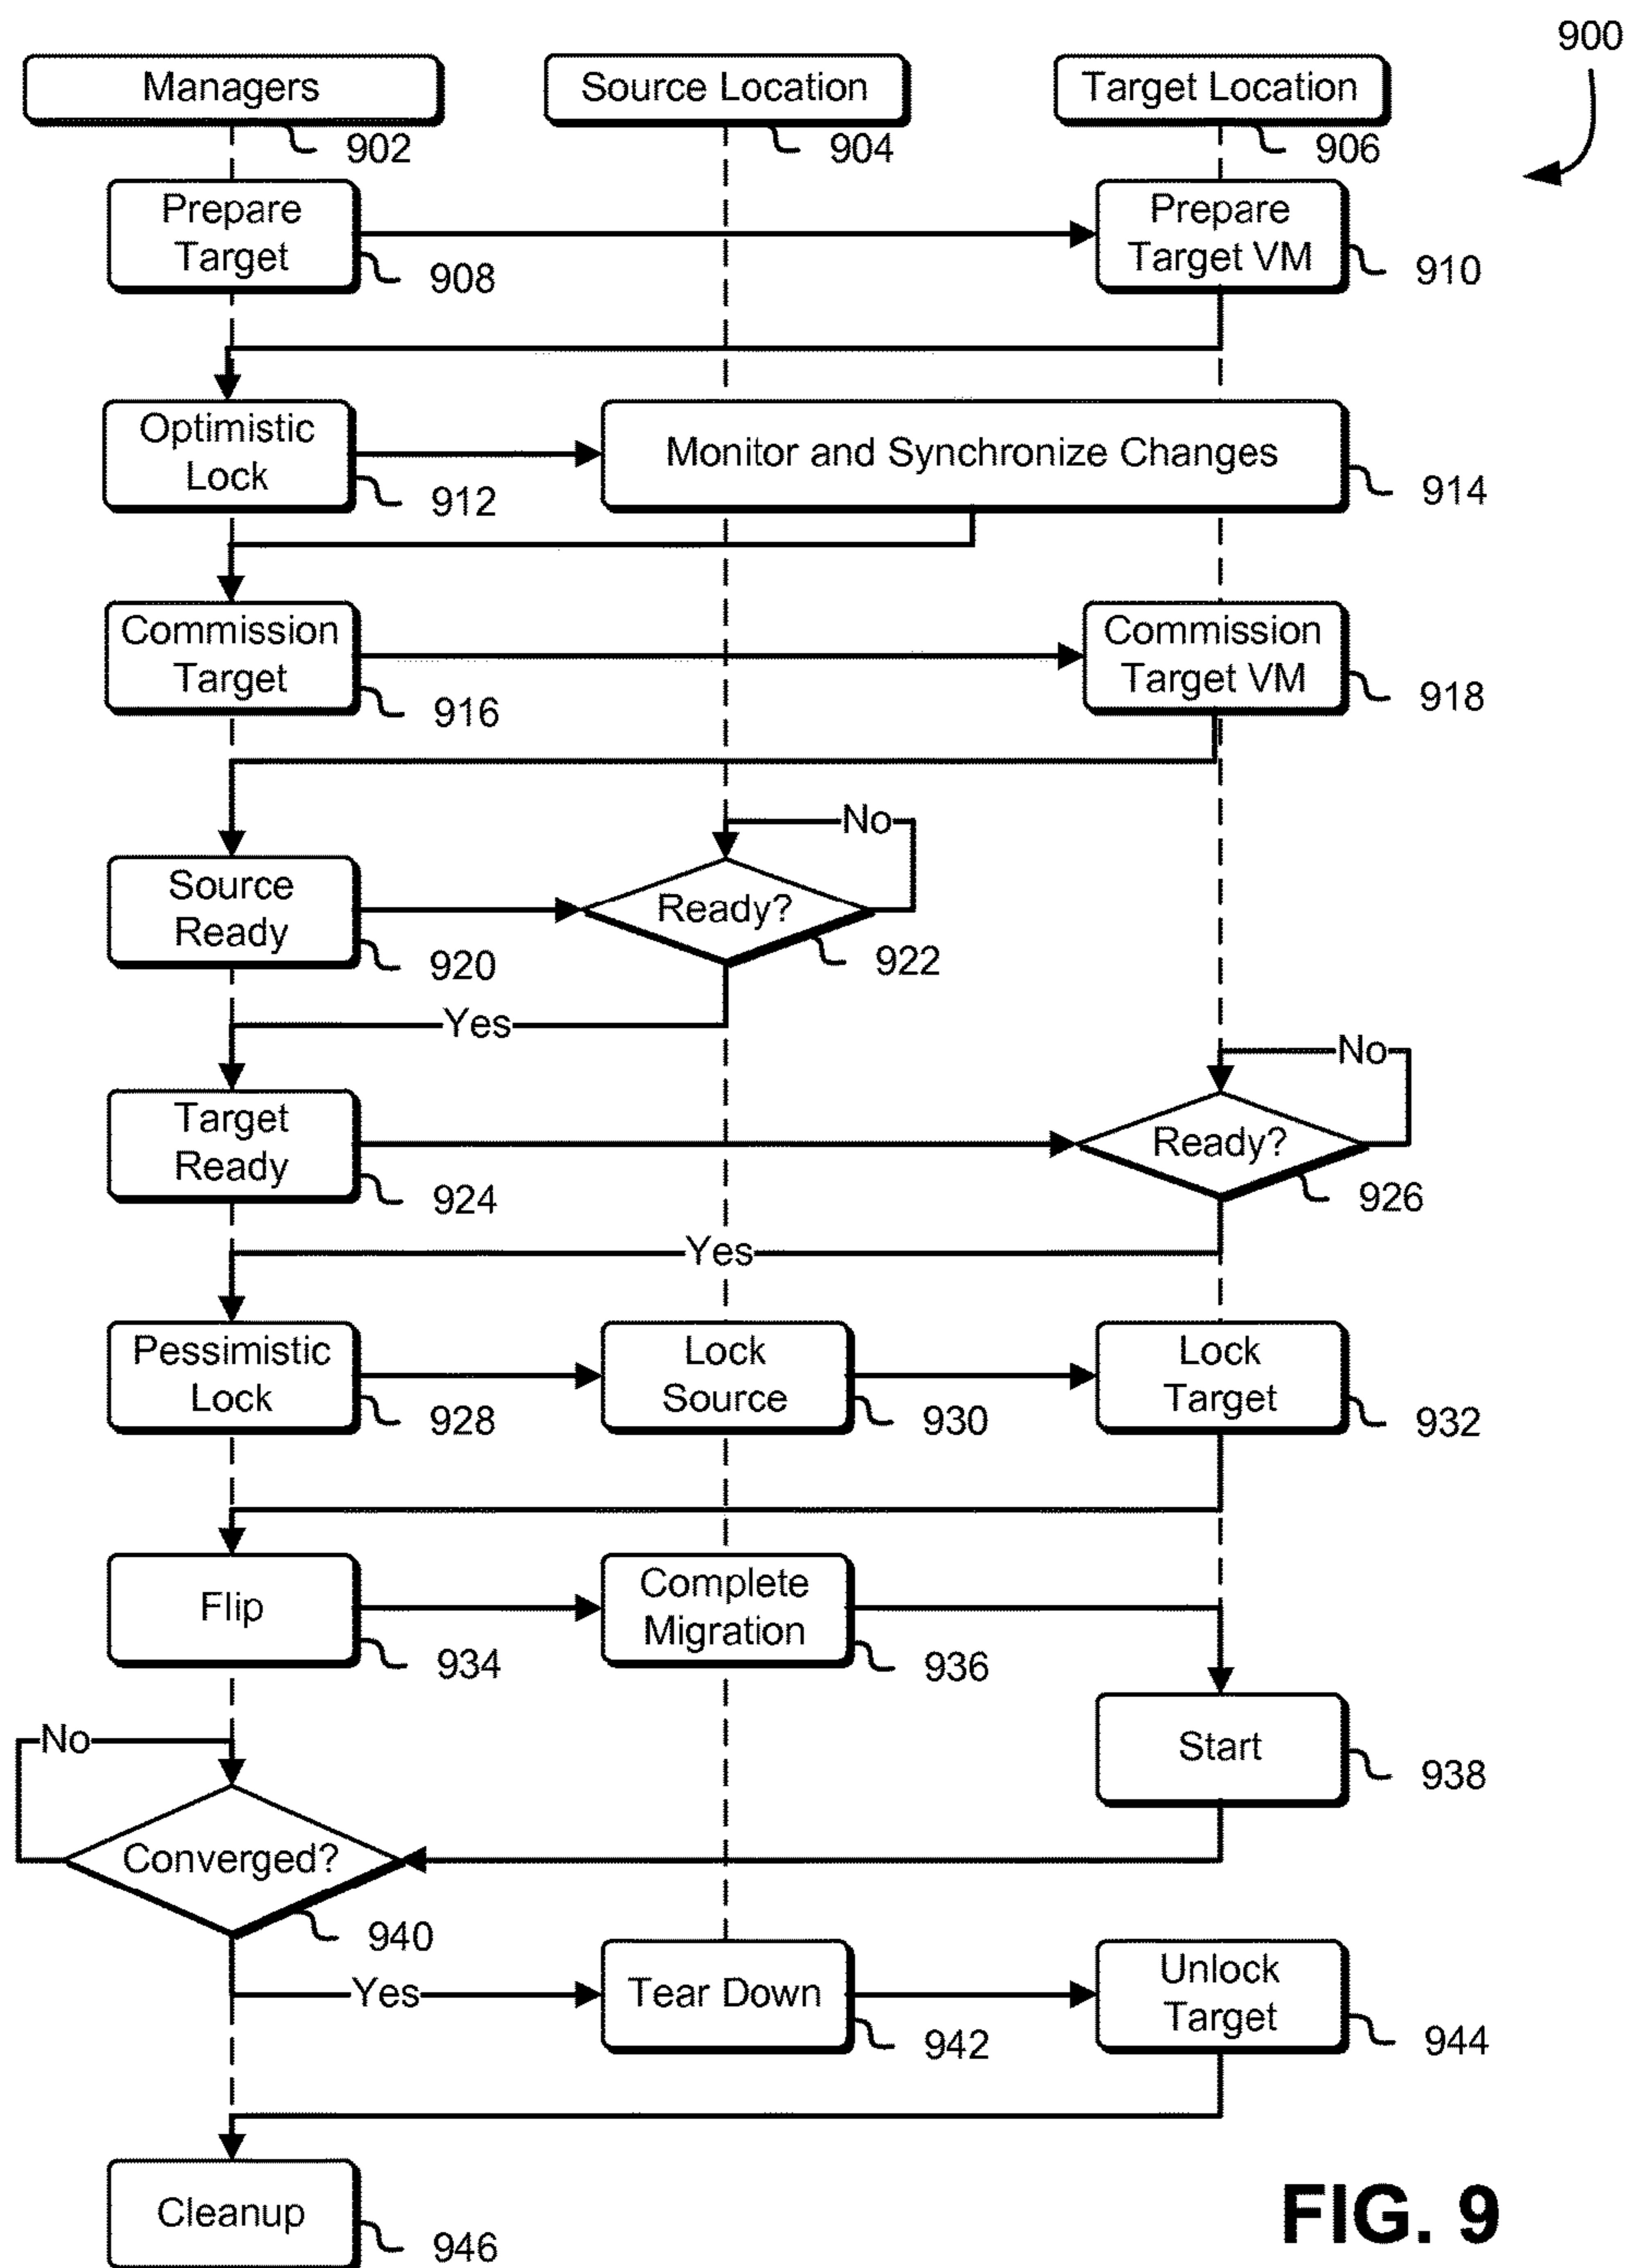 900
Managers
Source Location
Target Location
902
904
906
Prepare
Target
908
Prepare
Target VM
910
Optimistic
Lock
912
Monitor and Synchronize Changes
914
Commission
Target
916
Commission
Target VM
918
No
Source
Ready
920
Ready?
922
Yes
No
Target
Ready
924
Ready?
926
Yes
Pessimistic
Lock
928
Lock
Source
930
Lock
Target
932
Flip
934
Complete
Migration
936
No
Start
938
Converged?
940
Yes
Tear Down
942
Unlock
Target
944
Cleanup
946
FIG. 9